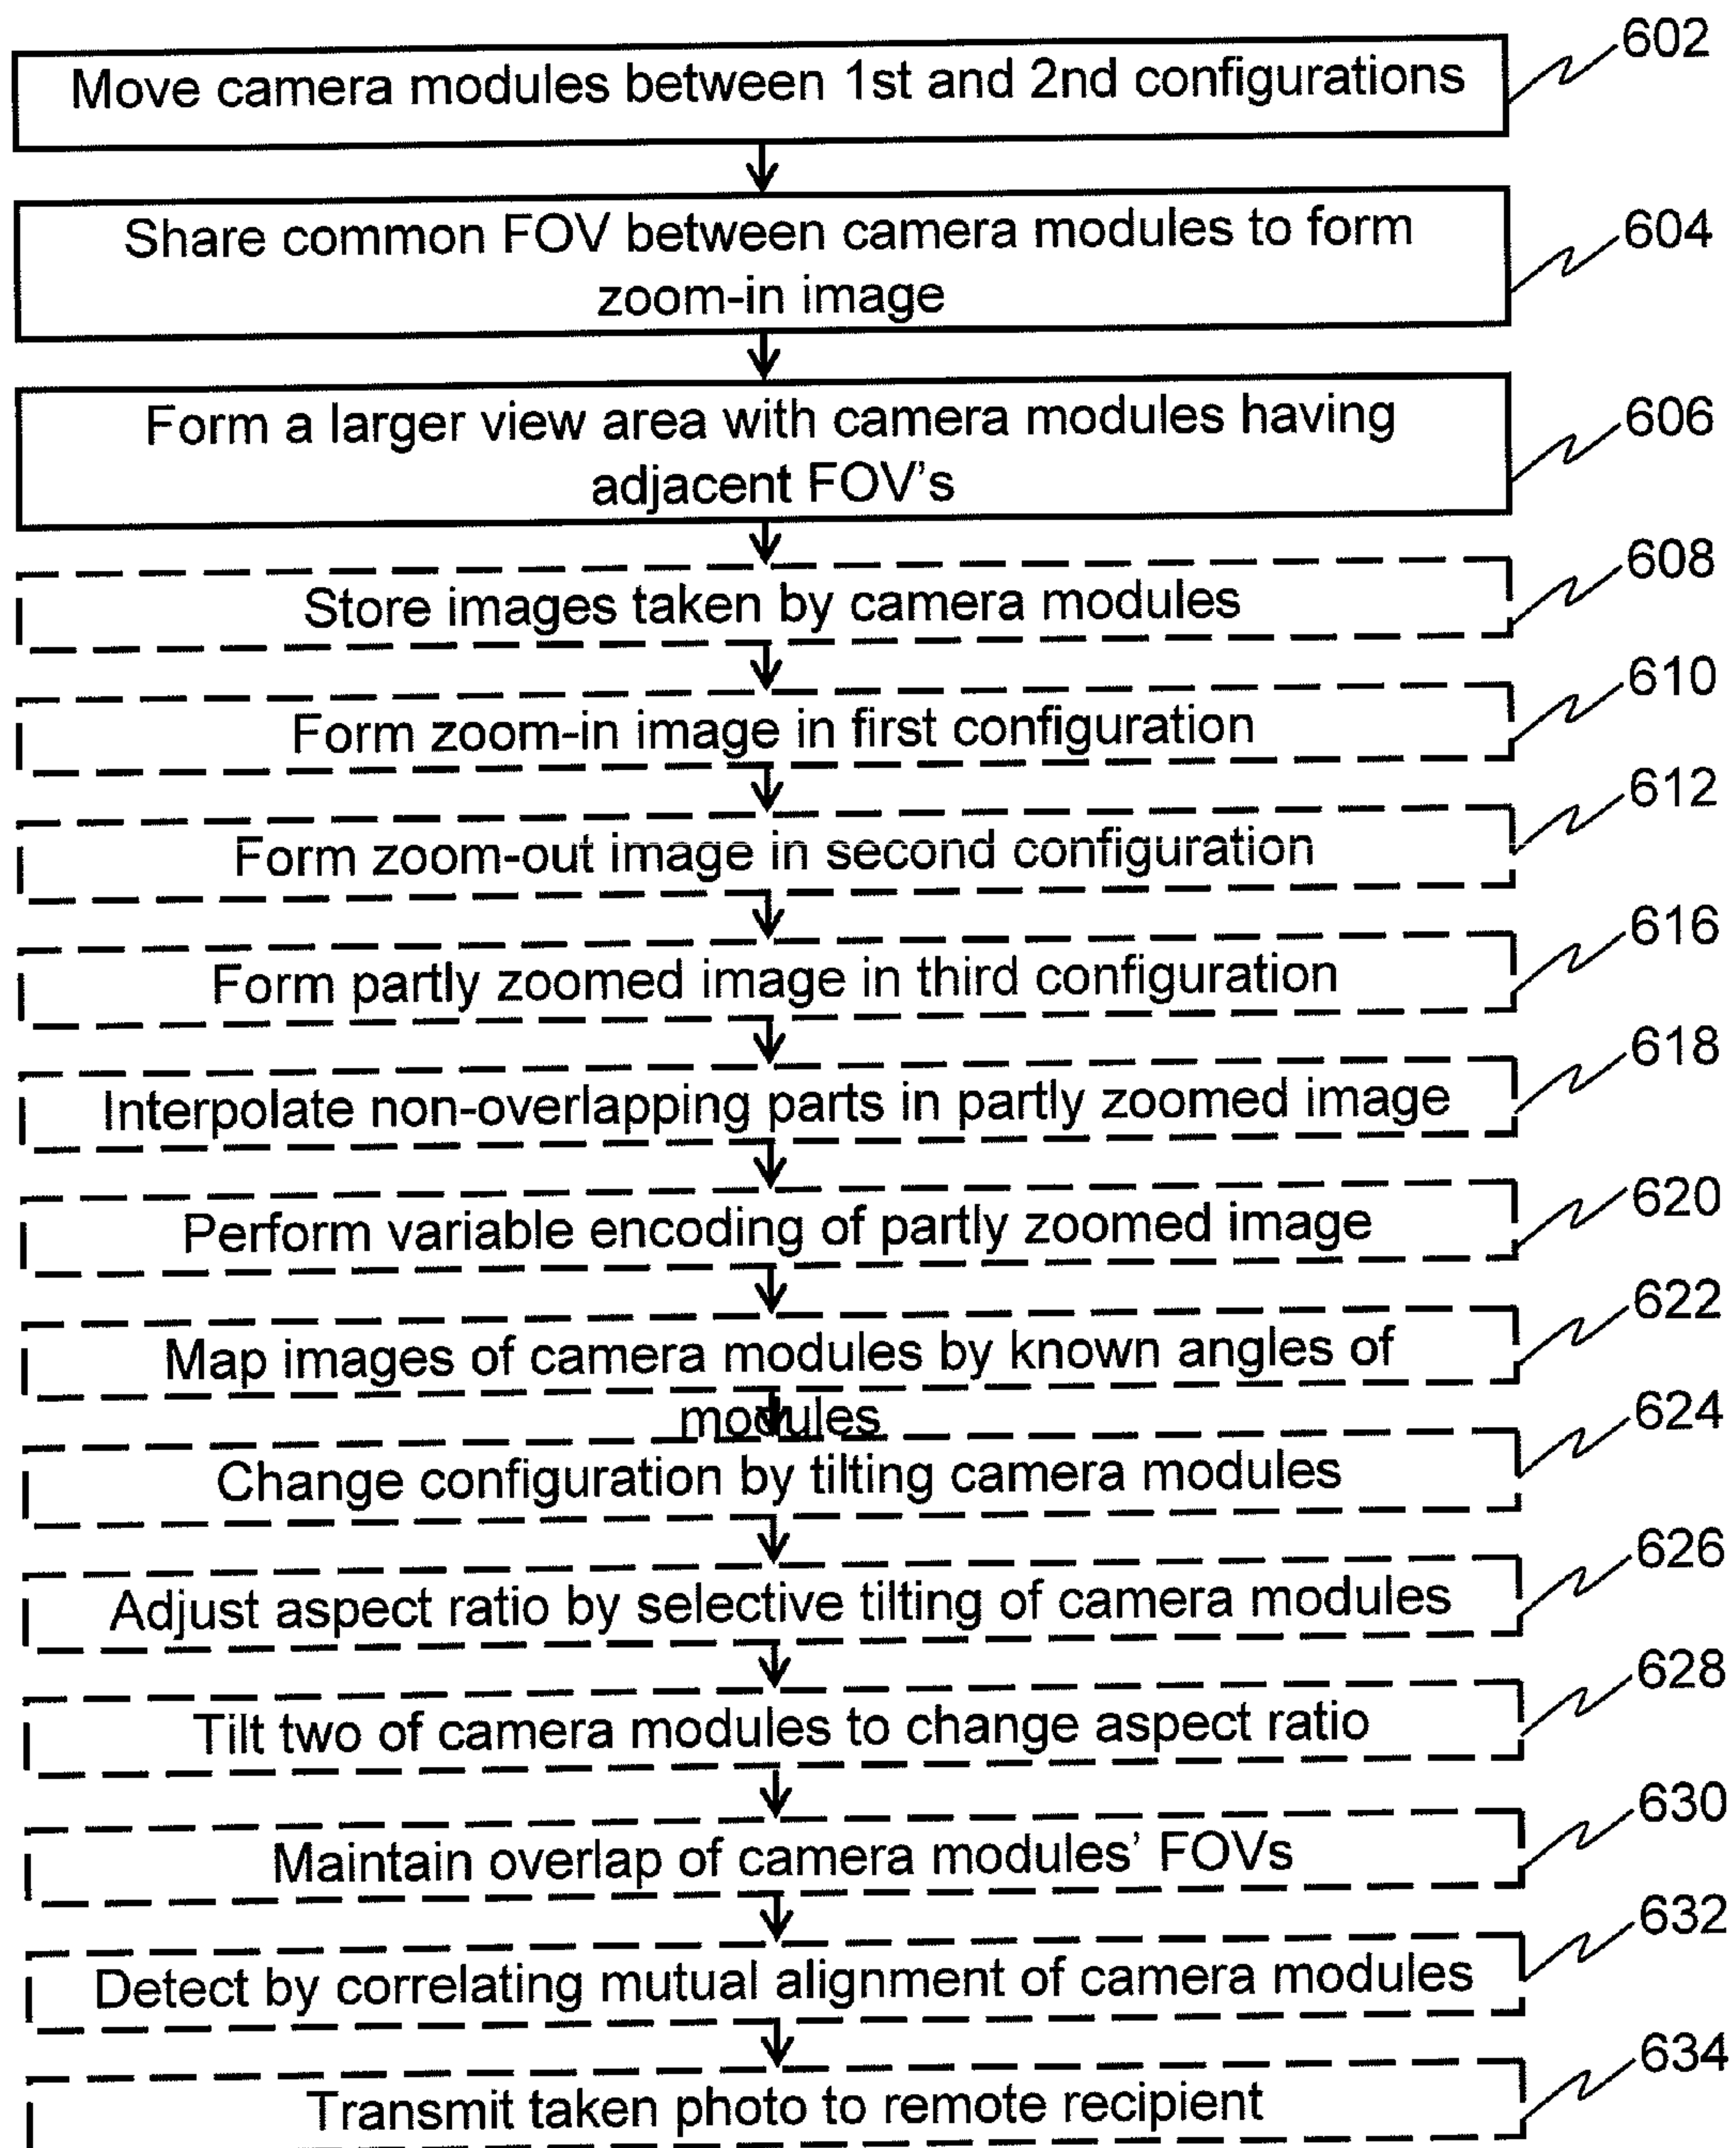 602
Move camera modules between 1st and 2nd configurations
604
Share common FOV between camera modules to form
zoom-in image
606
Form a larger view area with camera modules having
adjacent FOV's
608
Store images taken by camera modules
610
Form zoom-in image in first configuration
612
Form zoom-out image in second configuration
616
Form partly zoomed image in third configuration
618
Interpolate non-overlapping parts in partly zoomed image
620
Perform variable encoding of partly zoomed image
622
Map images of camera modules by known angles of
modules
624
Change configuration by tilting camera modules
626
Adjust aspect ratio by selective tilting of camera modules
628
Tilt two of camera modules to change aspect ratio
630
Maintain overlap of camera modules’ FOVs
632
Detect by correlating mutual alignment of camera modules
634
Transmit taken photo to remote recipient